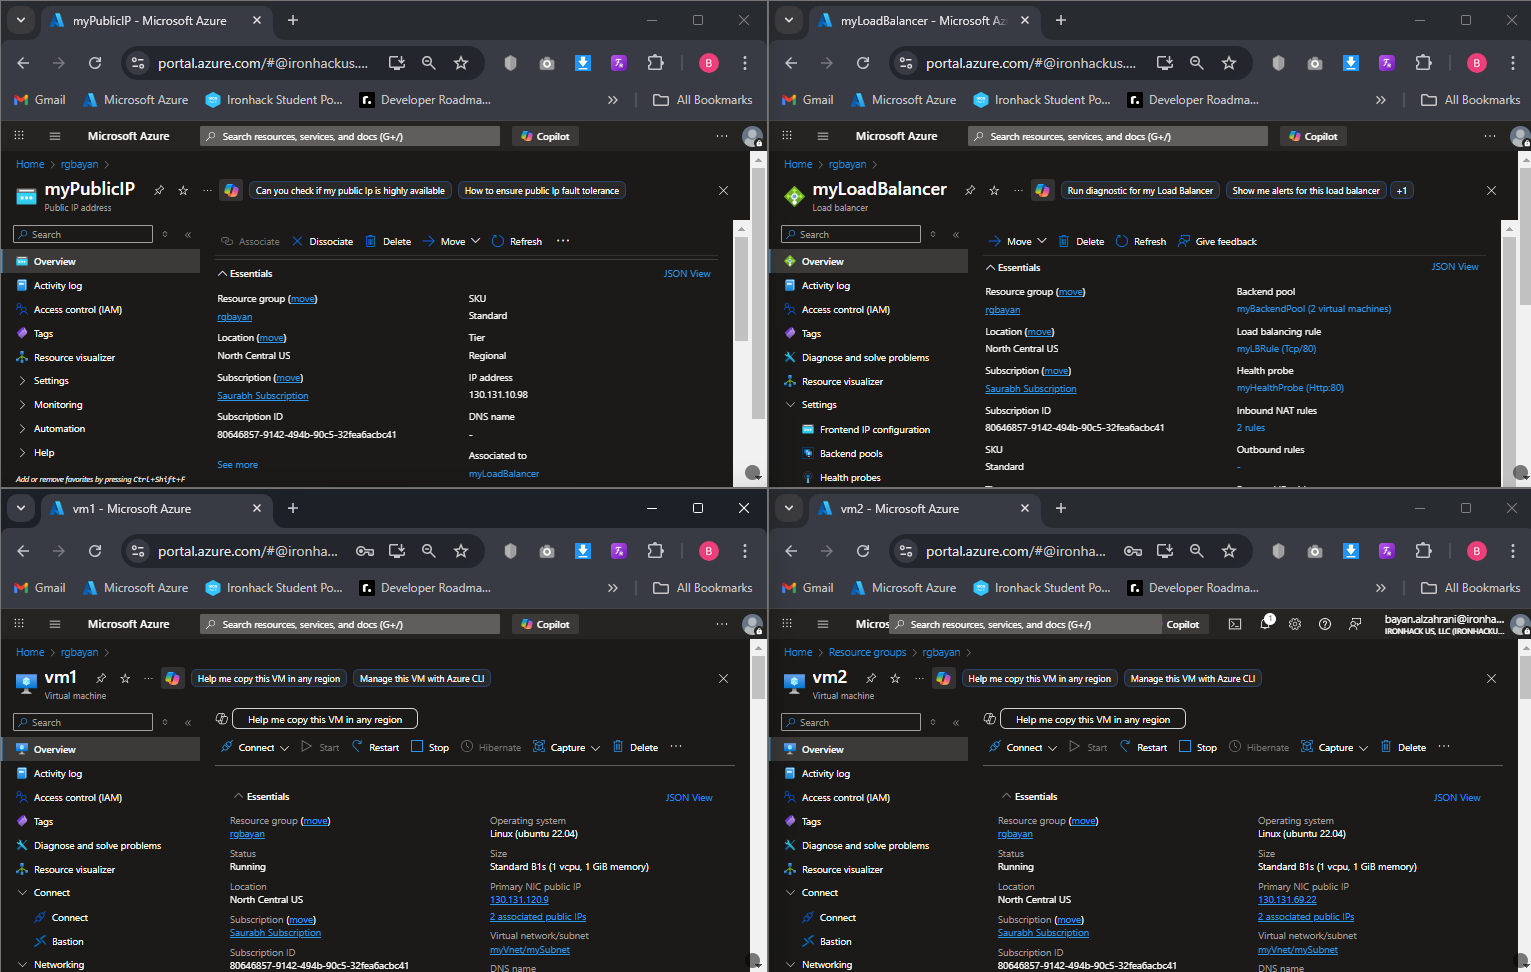 myPublicIP - Microsoft Azure
portal.azure.com/#@ironhackus....
B
Gmail
Microsoft Azure
Ironhack Student Po...
r.
Developer Roadma...
»
All Bookmarks
Microsoft Azure
Search resources, services, and docs (G+/)
Copilot
Home > rgbayan >
myPublicIP
Public IP address
Can you check if my public Ip is highly available
How to ensure public Ip fault tolerance
Search
Overview
Activity log
Access control (IAM)
Tags
Resource visualizer
Settings
Monitoring
Automation
Help
Add or remove favorites by pressing Ctrl+Shift+F
Associate
Dissociate
Delete
Move
Refresh
Essentials
JSON View
Resource group (move)
rgbayan
Location (move)
North Central US
Subscription (move)
Saurabh Subscription
Subscription ID
80646857-9142-494b-90c5-32fea6acbc41
See more
SKU
Standard
Tier
Regional
IP address
130.131.10.98
DNS name
-
Associated to
myLoadBalancer
myLoadBalancer - Microsoft Az
portal.azure.com/#@ironhackus....
B
Gmail
Microsoft Azure
Ironhack Student Po...
r.
Developer Roadma...
»
All Bookmarks
Microsoft Azure
Search resources, services, and docs (G+/)
Copilot
Home > rgbayan >
myLoadBalancer
Load balancer
Run diagnostic for my Load Balancer
Show me alerts for this load balancer
+1
Search
Overview
Activity log
Access control (IAM)
Tags
Diagnose and solve problems
Resource visualizer
Settings
Frontend IP configuration
Backend pools
Health probes
Move
Delete
Refresh
Give feedback
Essentials
JSON View
Resource group (move)
rgbayan
Location (move)
North Central US
Subscription (move)
Saurabh Subscription
Subscription ID
80646857-9142-494b-90c5-32fea6acbc41
SKU
Standard
Backend pool
myBackendPool (2 virtual machines)
Load balancing rule
myLBRule (Tcp/80)
Health probe
myHealthProbe (Http:80)
Inbound NAT rules
2 rules
Outbound rules
-
vm1 - Microsoft Azure
portal.azure.com/#@ironha...
B
Gmail
Microsoft Azure
Ironhack Student Po...
r.
Developer Roadma...
»
All Bookmarks
Microsoft Azure
Search resources, services, and docs (G+/)
Copilot
Home > rgbayan >
vm1
Virtual machine
Help me copy this VM in any region
Manage this VM with Azure CLI
Search
Overview
Activity log
Access control (IAM)
Tags
Diagnose and solve problems
Resource visualizer
Connect
Connect
Bastion
Networking
Help me copy this VM in any region
Connect
Start
Restart
Stop
Hibernate
Capture
Delete
Essentials
JSON View
Resource group (move)
rgbayan
Status
Running
Location
North Central US
Subscription (move)
Saurabh Subscription
Subscription ID
80646857-9142-494b-90c5-32fea6acbc41
Operating system
Linux (ubuntu 22.04)
Size
Standard B1s (1 vcpu, 1 GiB memory)
Primary NIC public IP
130.131.120.9
2 associated public IPs
Virtual network/subnet
myVnet/mySubnet
DNS name
vm2 - Microsoft Azure
portal.azure.com/#@ironha...
B
Gmail
Microsoft Azure
Ironhack Student Po...
r.
Developer Roadma...
»
All Bookmarks
Micros
Search resources, services, and docs (G+/)
Copilot
1
bayan.alzahrani@ironha...
IRONHACK US, LLC (IRONHACKU...
Home > Resource groups > rgbayan >
vm2
Virtual machine
Help me copy this VM in any region
Manage this VM with Azure CLI
Search
Overview
Activity log
Access control (IAM)
Tags
Diagnose and solve problems
Resource visualizer
Connect
Connect
Bastion
Networking
Help me copy this VM in any region
Connect
Start
Restart
Stop
Hibernate
Capture
Delete
Essentials
JSON View
Resource group (move)
rgbayan
Status
Running
Location
North Central US
Subscription (move)
Saurabh Subscription
Subscription ID
80646857-9142-494b-90c5-32fea6acbc41
Operating system
Linux (ubuntu 22.04)
Size
Standard B1s (1 vcpu, 1 GiB memory)
Primary NIC public IP
130.131.69.22
2 associated public IPs
Virtual network/subnet
myVnet/mySubnet
DNS name